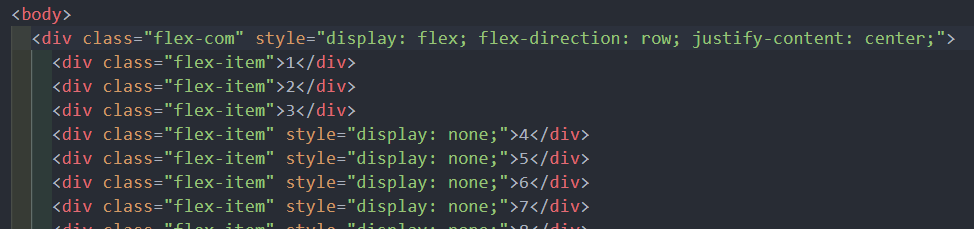 <body>
<div class="flex-com" style="display: flex; flex-direction: row; justify-content: center;">
<div class="flex-item">1</div>
<div class="flex-item">2</div>
<div class="flex-item">3</div>
<div class="flex-item" style="display: none;">4</div>
<div class="flex-item" style="display: none;">5</div>
<div class="flex-item" style="display: none;">6</div>
<div class="flex-item" style="display: none;">7</div>
<div class="flex-item" style="display: none;">8</div>